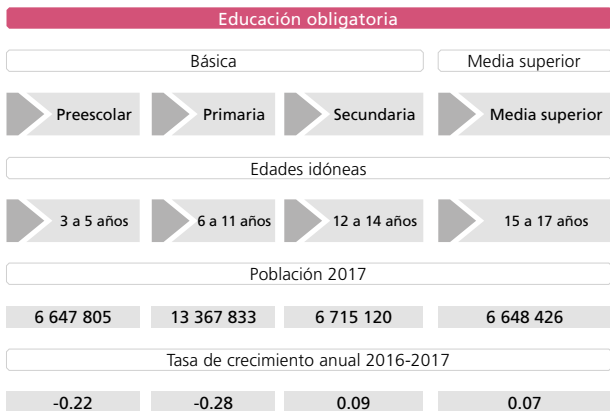 Educación obligatoria
Básica Media superior
Preescolar Primaria Secundaria Media superior
Edades idóneas
3 a 5 años 6 a 11 años 12 a 14 años 15 a 17 años
Población 2017
6 647 805 13 367 833 6 715 120 6 648 426
Tasa de crecimiento anual 2016-2017
-0.22 -0.28 0.09 0.07